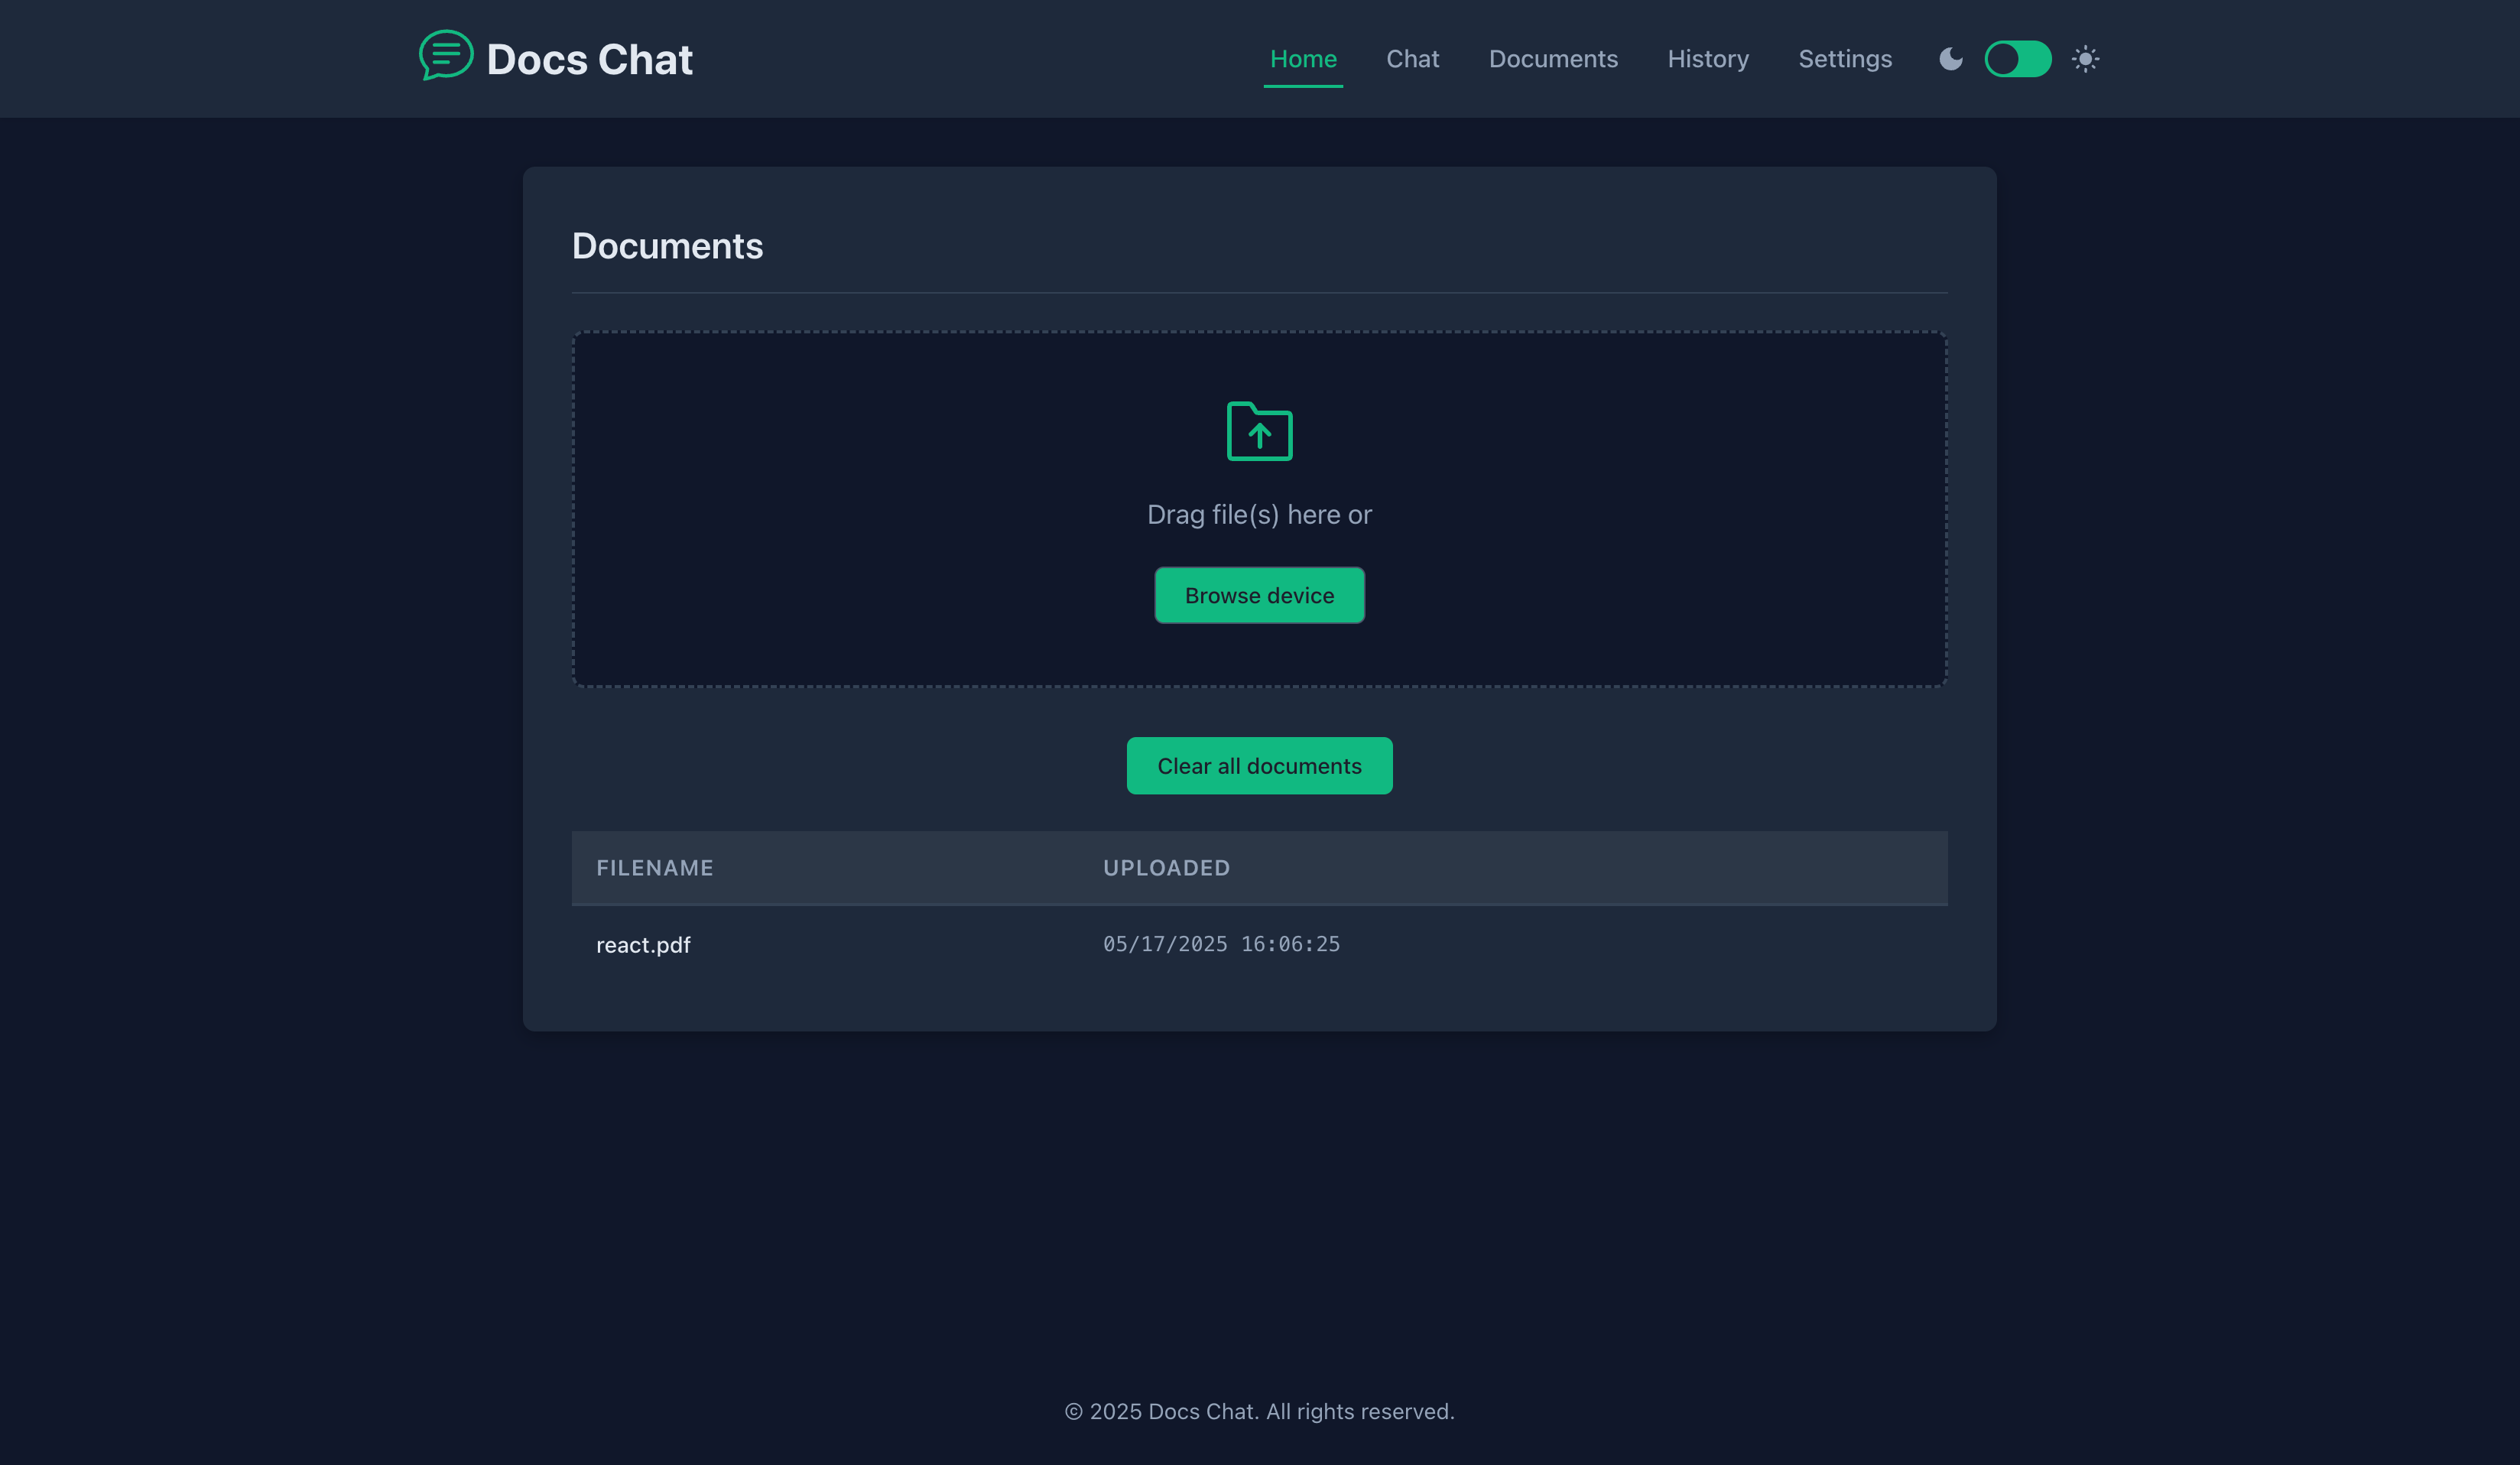 Docs Chat
Home Chat Documents History Settings
Documents
Drag file(s) here or
Browse device
Clear all documents
FILENAME UPLOADED
react.pdf 05/17/2025 16:06:25
© 2025 Docs Chat. All rights reserved.